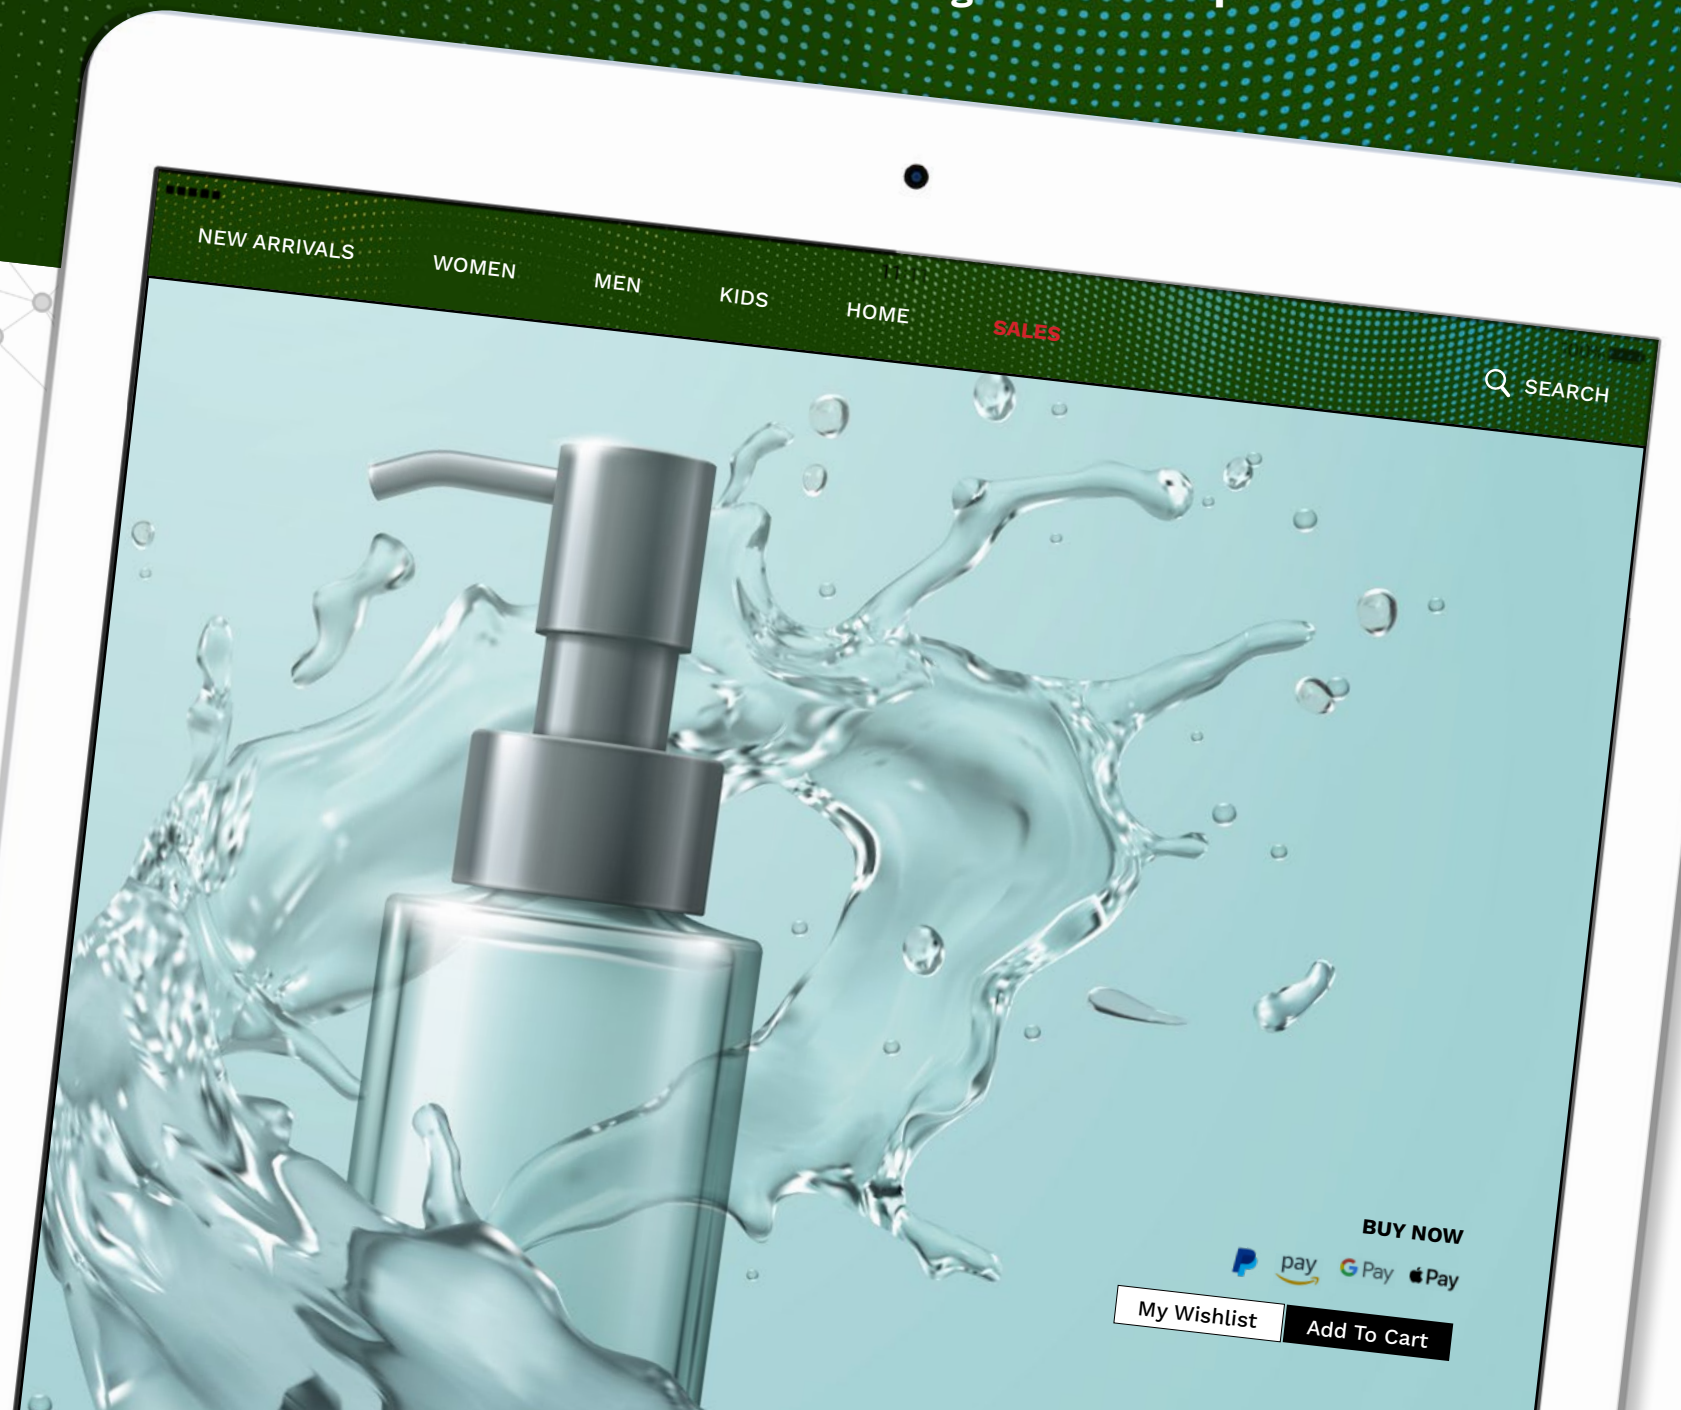 NEW ARRIVALS
WOMEN
MEN
KIDS
HOME
SALES
SEARCH
BUY NOW
pay
G Pay
Pay
My Wishlist
Add To Cart